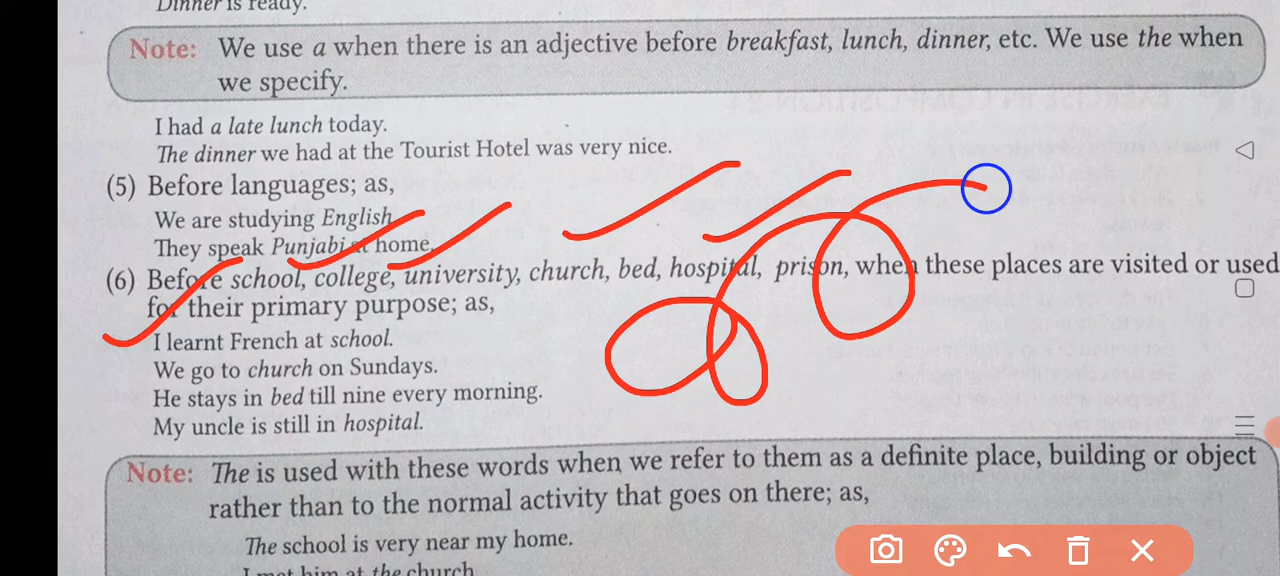 Dinner is ready.
Note: We use a when there is an adjective before breakfast, lunch, dinner, etc. We use the when
we specify.
I had a late lunch today.
The dinner we had at the Tourist Hotel was very nice.
(5) Before languages; as,
We are studying English.
They speak Punjabi at home.
(6) Before school, college, university, church, bed, hospital, prison, when these places are visited or used
for their primary purpose; as,
I learnt French at school.
We go to church on Sundays.
He stays in bed till nine every morning.
My uncle is still in hospital.
Note: The is used with these words when we refer to them as a definite place, building or object
rather than to the normal activity that goes on there; as,
The school is very near my home.
I met him at the church